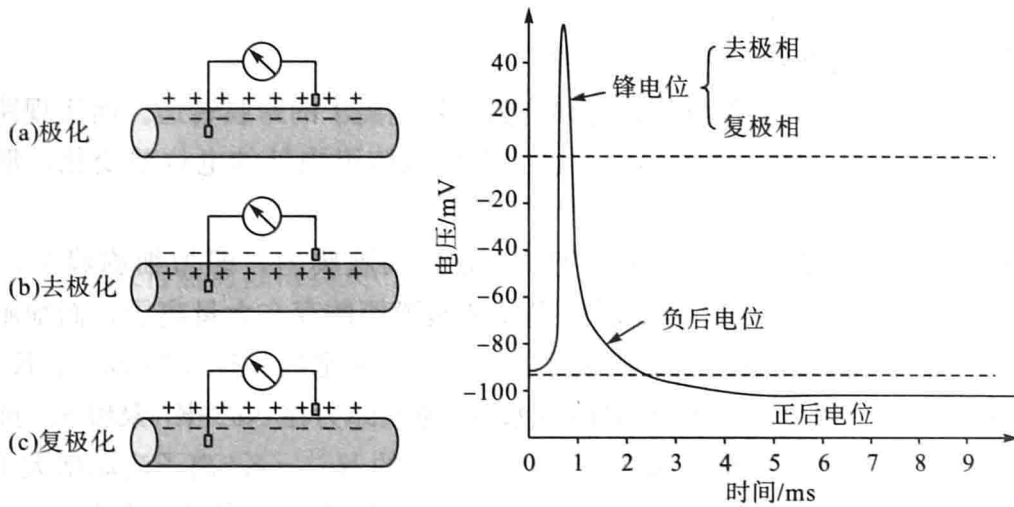 (a)极化
+ + + + + + + +
− − − − − − − −
(b)去极化
− − − − − − − −
+ + + + + + + +
(c)复极化
+ + + + + + + +
− − − − − − − −
电压/mV
40
20
0
−20
−40
−60
−80
−100
锋电位
去极相
复极相
负后电位
正后电位
0 1 2 3 4 5 6 7 8 9
时间/ms